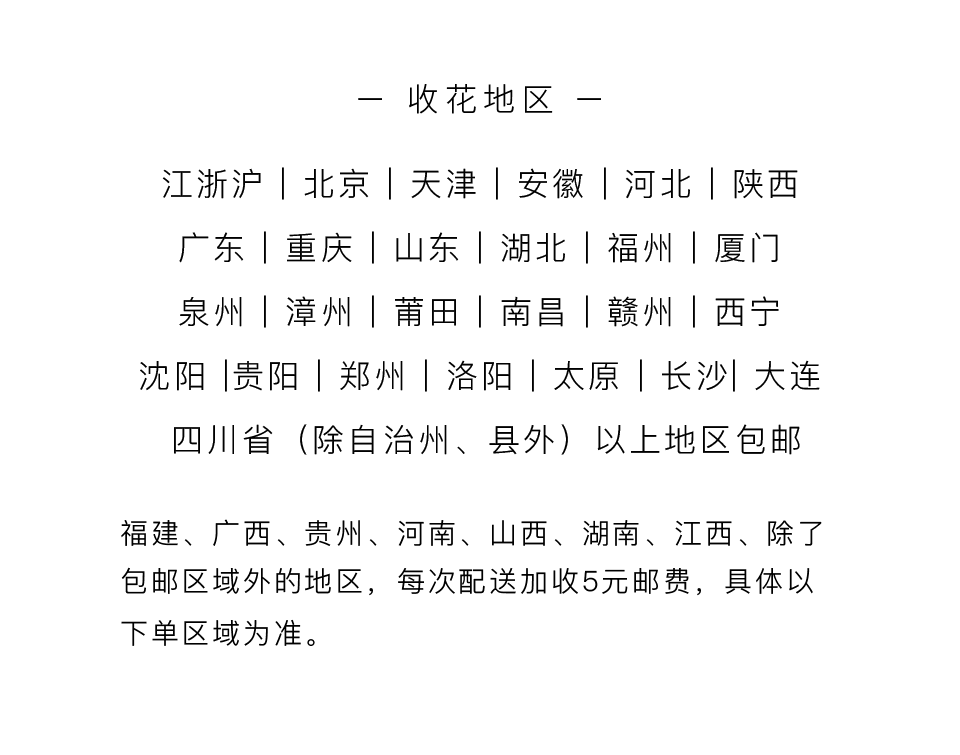 — 收花地区 —
江浙沪｜北京｜天津｜安徽｜河北｜陕西
广东｜重庆｜山东｜湖北｜福州｜厦门
泉州｜漳州｜莆田｜南昌｜赣州｜西宁
沈阳 |贵阳｜郑州｜洛阳｜太原｜长沙| 大连
四川省（除自治州、县外）以上地区包邮
福建、广西、贵州、河南、山西、湖南、江西、除了
包邮区域外的地区，每次配送加收5元邮费，具体以
下单区域为准。